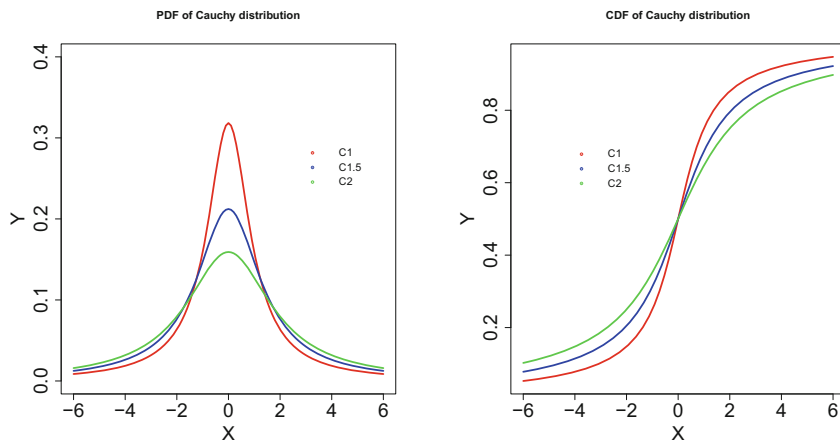 PDF of Cauchy distribution
Y
0.4
0.3
0.2
0.1
0.0
C1
C1.5
C2
−6 −4 −2 0 2 4 6
X
CDF of Cauchy distribution
Y
0.8
0.6
0.4
0.2
C1
C1.5
C2
−6 −4 −2 0 2 4 6
X